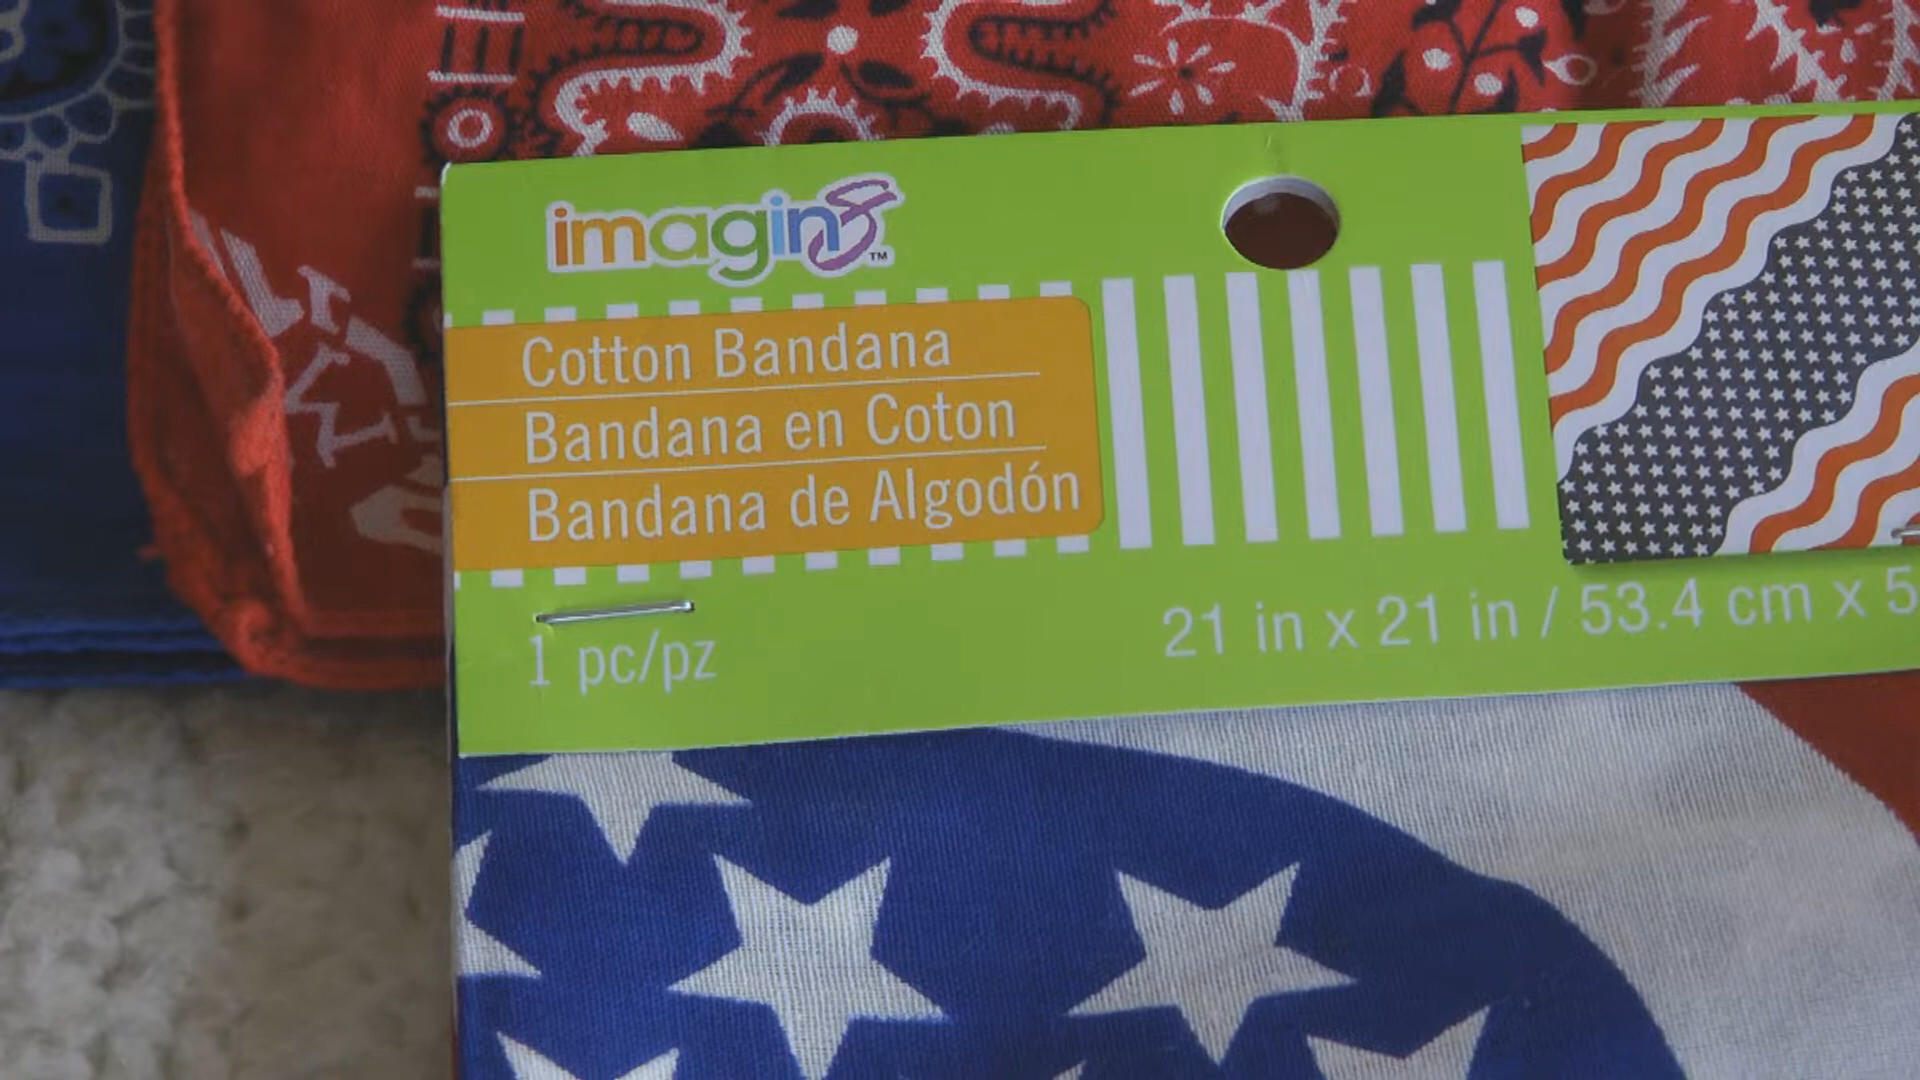 imagin8™
Cotton Bandana
Bandana en Coton
Bandana de Algodón
1 pc/pz
21 in x 21 in / 53.4 cm x 5